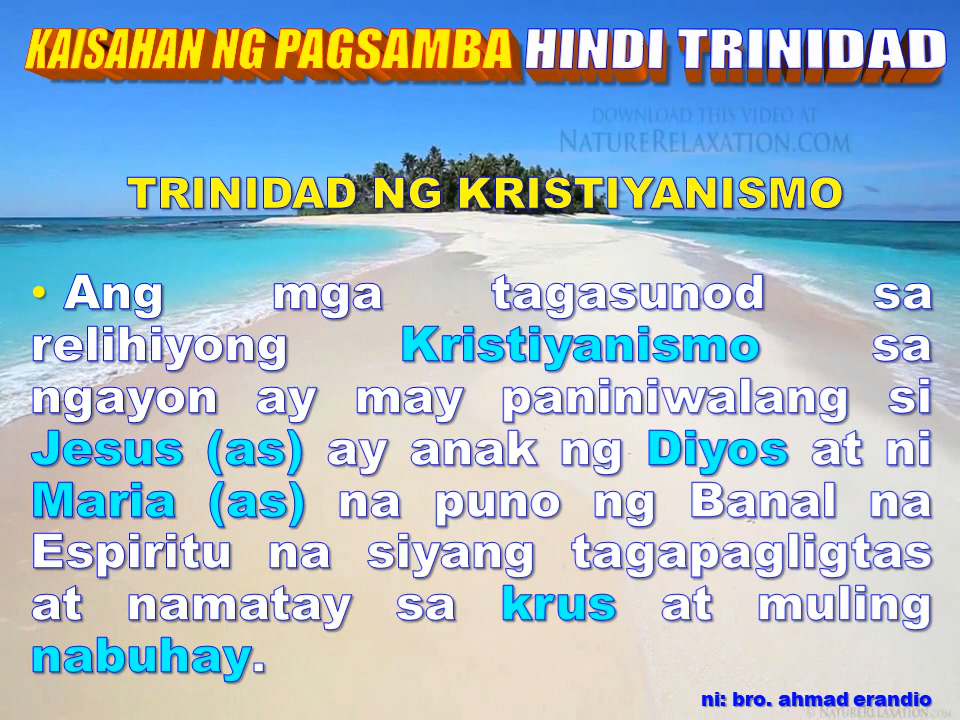 KAISAHAN NG PAGSAMBA HINDI TRINIDAD
DOWNLOAD THIS VIDEO AT
NATURERELAXATION.COM
TRINIDAD NG KRISTIYANISMO
• Ang mga tagasunod sa
relihiyong Kristiyanismo sa
ngayon ay may paniniwalang si
Jesus (as) ay anak ng Diyos at ni
Maria (as) na puno ng Banal na
Espiritu na siyang tagapagligtas
at namatay sa krus at muling
nabuhay.
ni: bro. ahmad erandio
© NATURERELAXATION.COM